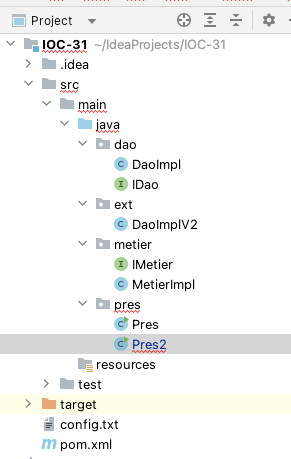 Project
IOC-31 ~/IdeaProjects/IOC-31
.idea
src
main
java
dao
DaoImpl
IDao
ext
DaoImplV2
metier
IMetier
MetierImpl
pres
Pres
Pres2
resources
test
target
config.txt
pom.xml